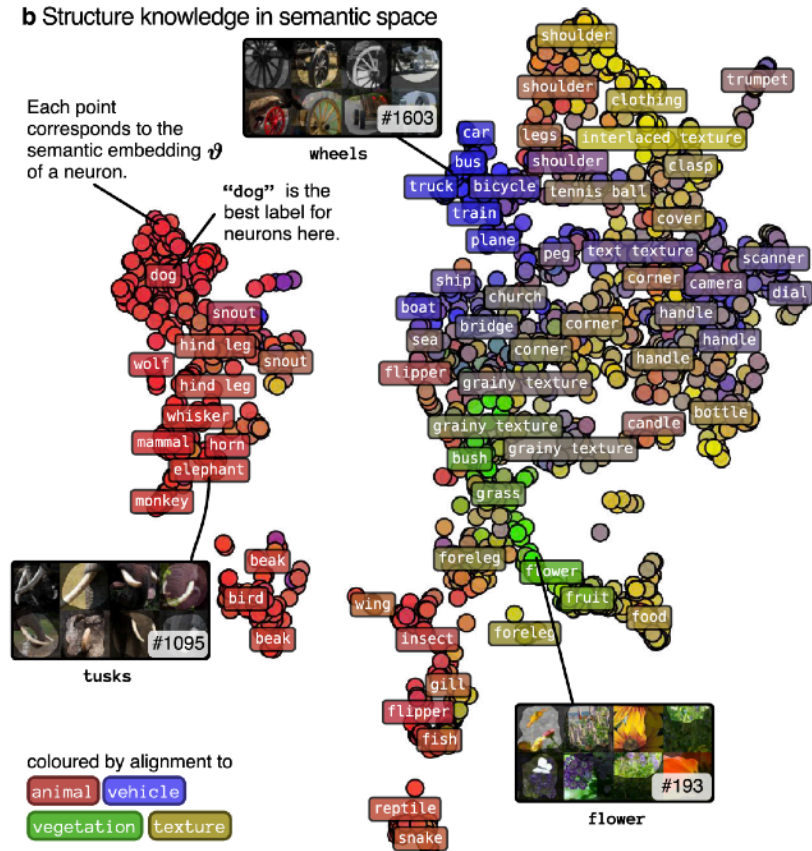 b Structure knowledge in semantic space
Each point
corresponds to the
semantic embedding ϑ
of a neuron.
“dog” is the
best label for
neurons here.
#1603
wheels
shoulder
trumpet
shoulder
clothing
car
legs
interlaced texture
bus
shoulder
clasp
truck
bicycle
tennis ball
train
cover
plane
peg
text texture
scanner
dog
ship
corner
camera
dial
church
boat
snout
bridge
corner
handle
hind leg
sea
corner
handle
wolf
snout
flipper
handle
hind leg
grainy texture
whisker
grainy texture
candle
bottle
mammal
horn
grainy texture
elephant
bush
monkey
grass
beak
foreleg
flower
bird
wing
fruit
food
beak
insect
foreleg
#1095
tusks
gill
flipper
fish
coloured by alignment to
animal
vehicle
vegetation
texture
#193
flower
reptile
snake